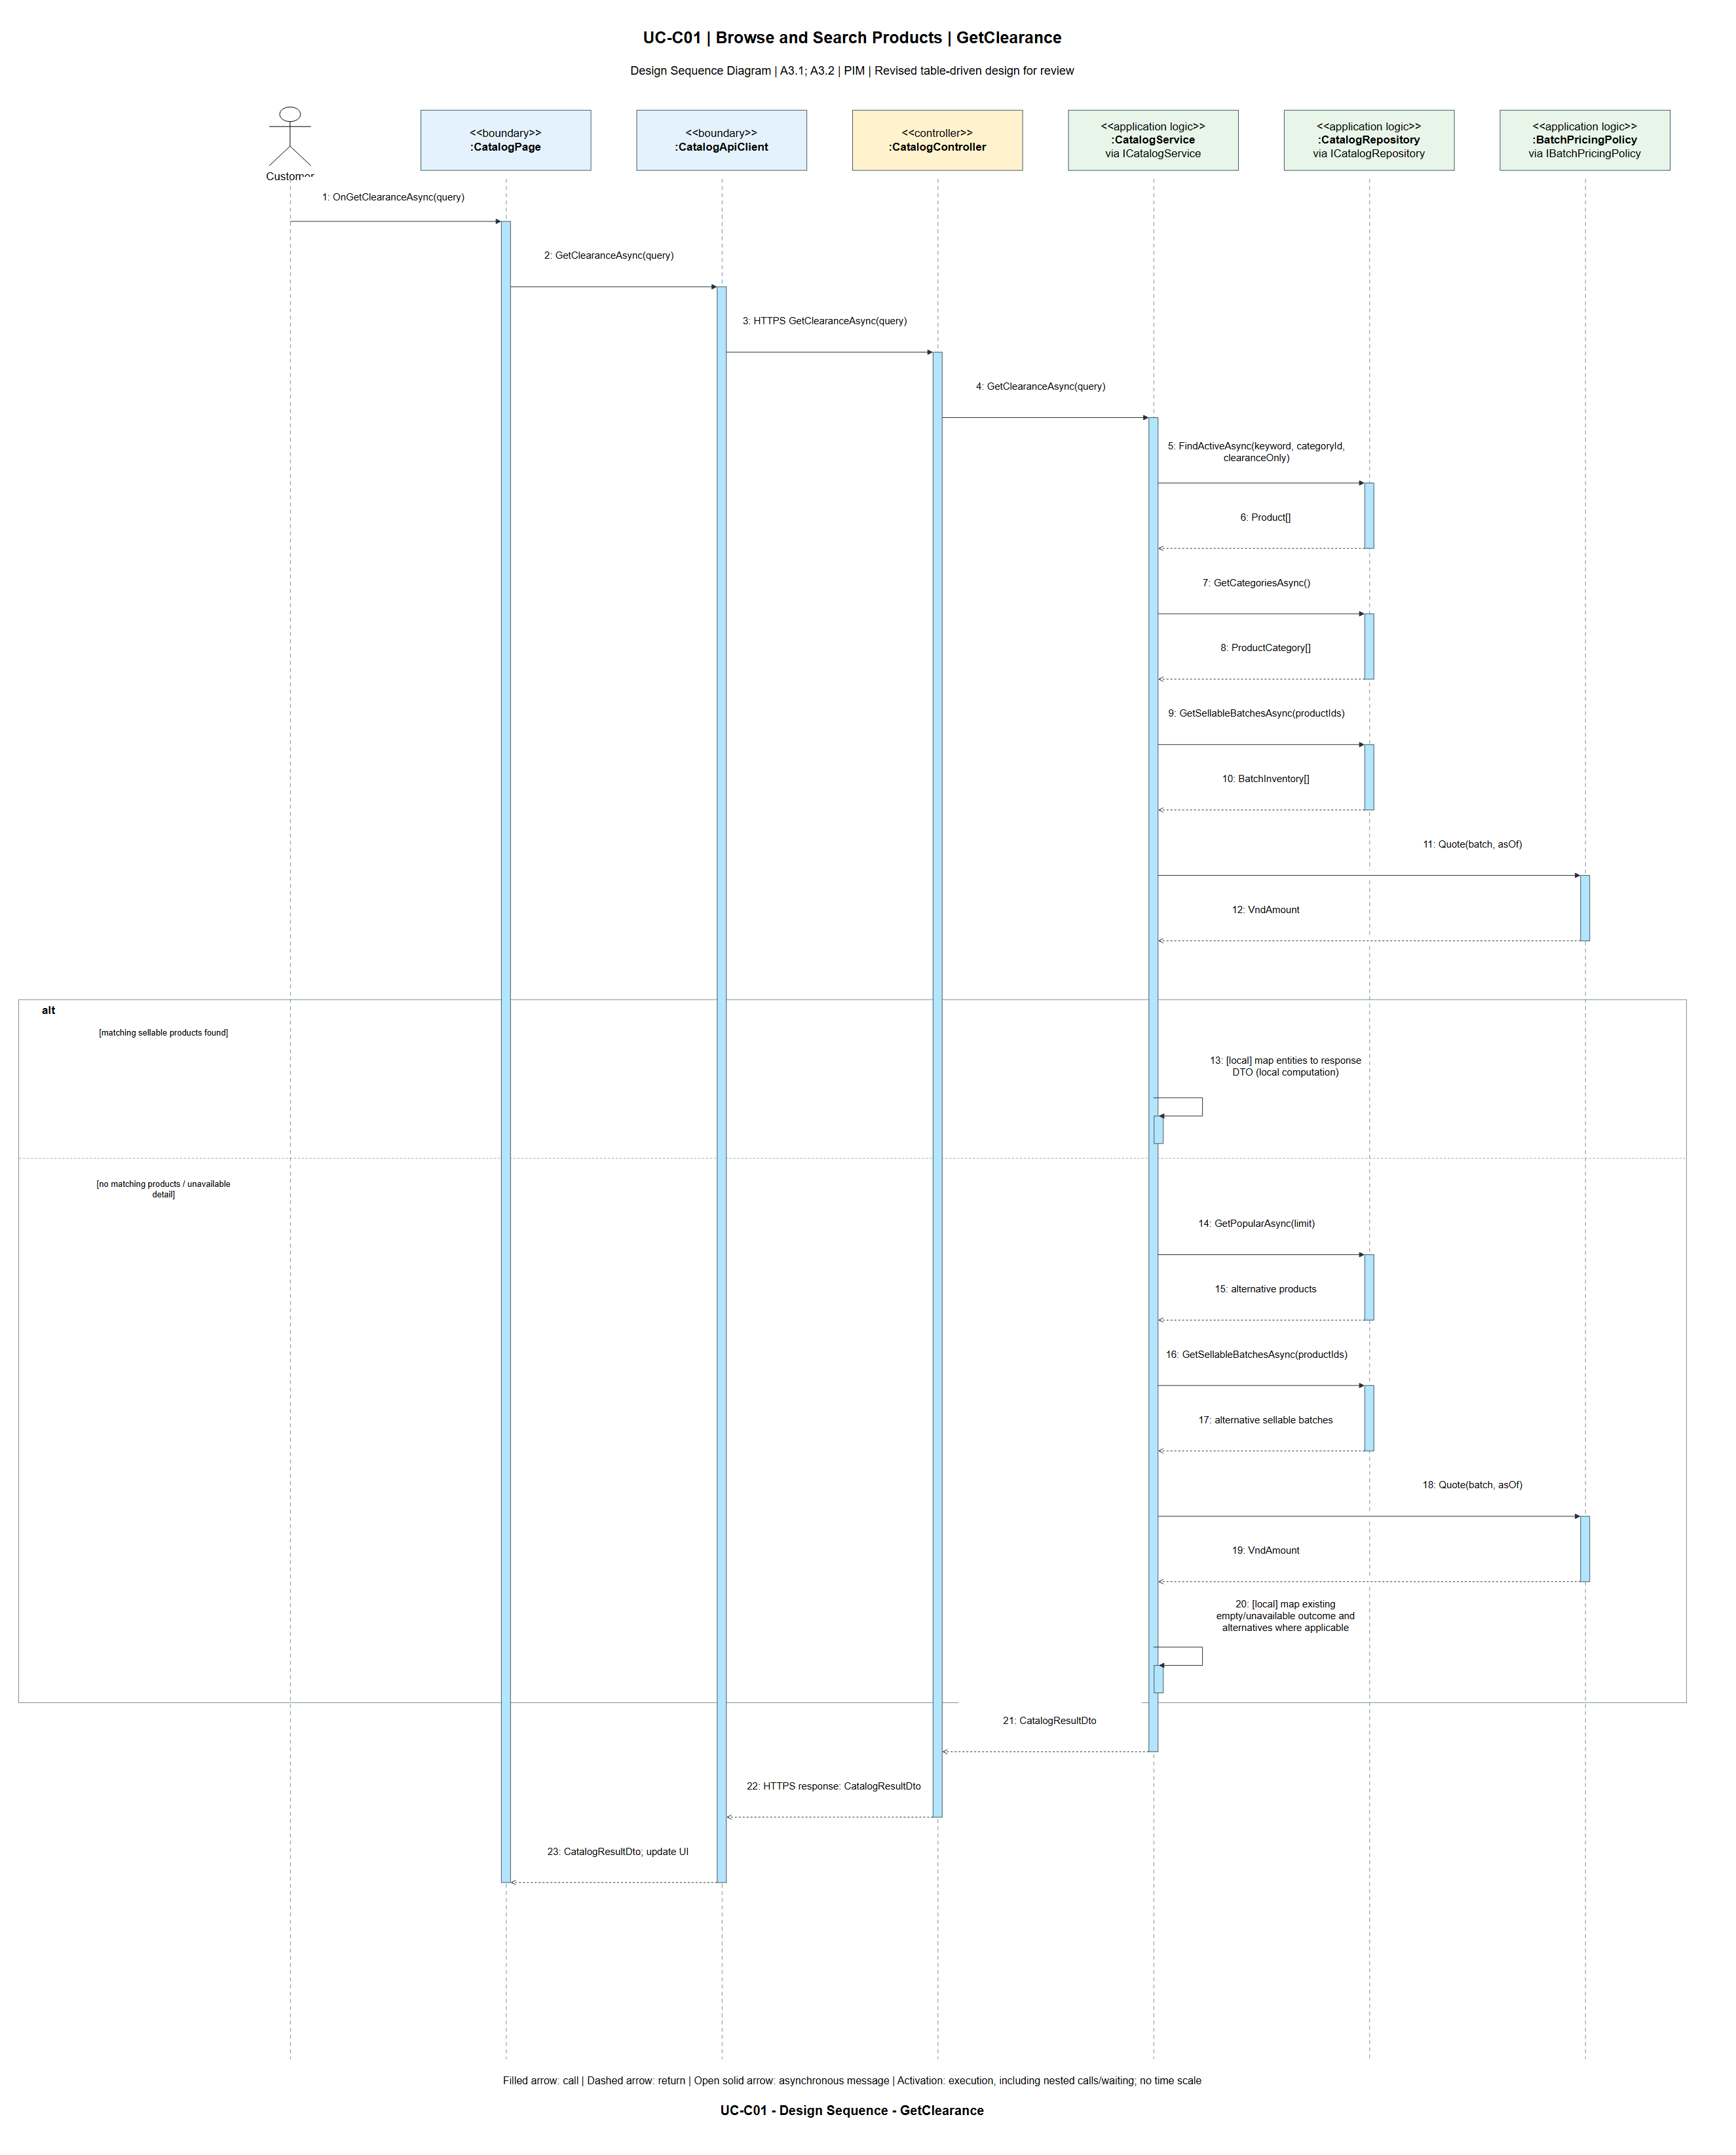 UC-C01 | Browse and Search Products | GetClearance
Design Sequence Diagram | A3.1; A3.2 | PIM | Revised table-driven design for review
Customer
<<boundary>>
:CatalogPage
<<boundary>>
:CatalogApiClient
<<controller>>
:CatalogController
<<application logic>>
:CatalogService
via ICatalogService
<<application logic>>
:CatalogRepository
via ICatalogRepository
<<application logic>>
:BatchPricingPolicy
via IBatchPricingPolicy
1: OnGetClearanceAsync(query)
2: GetClearanceAsync(query)
3: HTTPS GetClearanceAsync(query)
4: GetClearanceAsync(query)
5: FindActiveAsync(keyword, categoryId,
clearanceOnly)
6: Product[]
7: GetCategoriesAsync()
8: ProductCategory[]
9: GetSellableBatchesAsync(productIds)
10: BatchInventory[]
11: Quote(batch, asOf)
12: VndAmount
alt
[matching sellable products found]
13: [local] map entities to response
DTO (local computation)
[no matching products / unavailable
detail]
14: GetPopularAsync(limit)
15: alternative products
16: GetSellableBatchesAsync(productIds)
17: alternative sellable batches
18: Quote(batch, asOf)
19: VndAmount
20: [local] map existing
empty/unavailable outcome and
alternatives where applicable
21: CatalogResultDto
22: HTTPS response: CatalogResultDto
23: CatalogResultDto; update UI
Filled arrow: call | Dashed arrow: return | Open solid arrow: asynchronous message | Activation: execution, including nested calls/waiting; no time scale
UC-C01 - Design Sequence - GetClearance